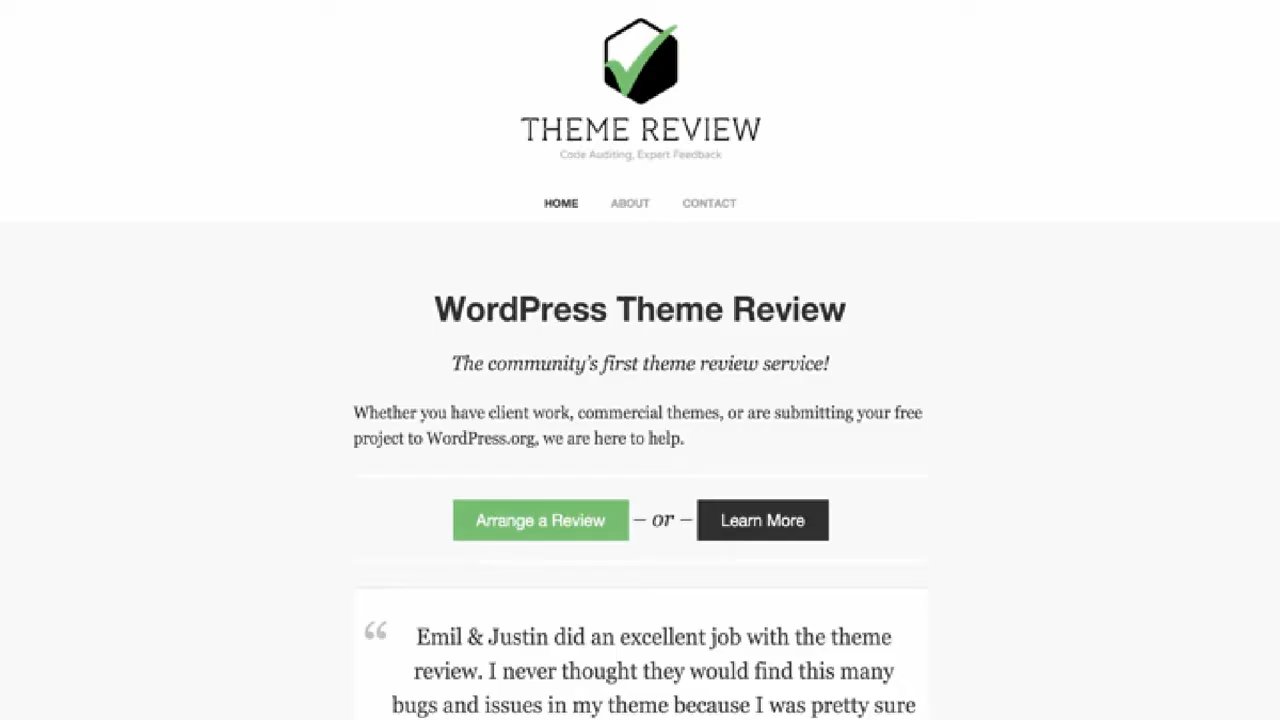 THEME REVIEW
Code Auditing, Expert Feedback
HOME ABOUT CONTACT
WordPress Theme Review
The community's first theme review service!
Whether you have client work, commercial themes, or are submitting your free
project to WordPress.org, we are here to help.
Arrange a Review – or – Learn More
“ Emil & Justin did an excellent job with the theme
review. I never thought they would find this many
bugs and issues in my theme because I was pretty sure